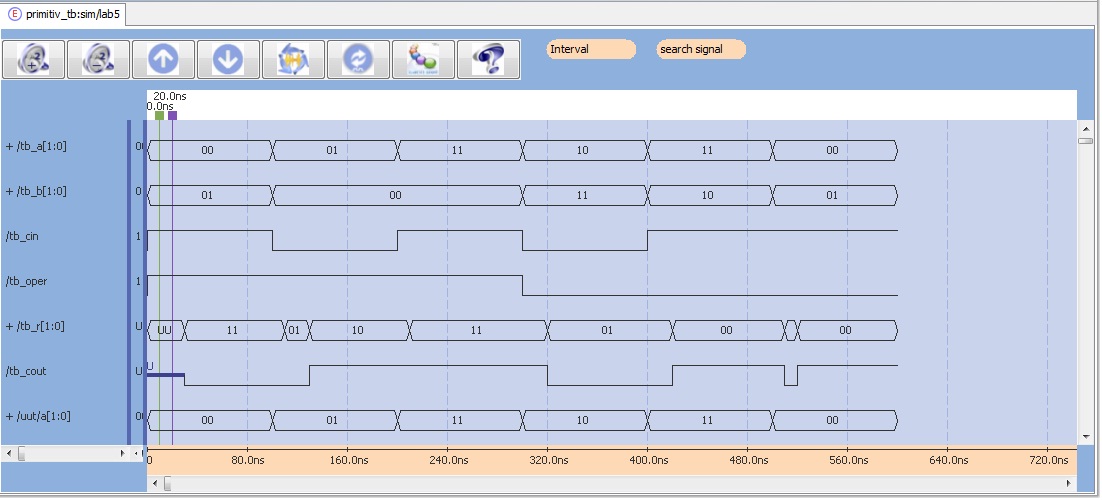 primitiv_tb:sim/lab5
Interval
search signal
20.0ns
0.0ns
+ /tb_a[1:0] 00 01 11 10 11 00
+ /tb_b[1:0] 0 01 00 11 10 01
/tb_cin 1
/tb_oper 1
+ /tb_r[1:0] U UU 11 01 10 11 01 00 00
/tb_cout U U
+ /uut/a[1:0] 00 01 11 10 11 00
0 80.0ns 160.0ns 240.0ns 320.0ns 400.0ns 480.0ns 560.0ns 640.0ns 720.0ns